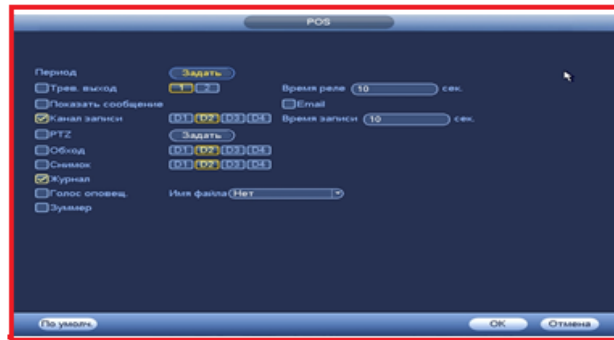 POS
Период Задать
Трев. выход 1 2 Время реле 10 сек.
Показать сообщение Email
Канал записи D1 D2 D3 D4 Время записи 10 сек.
PTZ Задать
Обход D1 D2 D3 D4
Снимок D1 D2 D3 D4
Журнал
Голос оповещ. Имя файла Нет
Зуммер
По умолч. OK Отмена